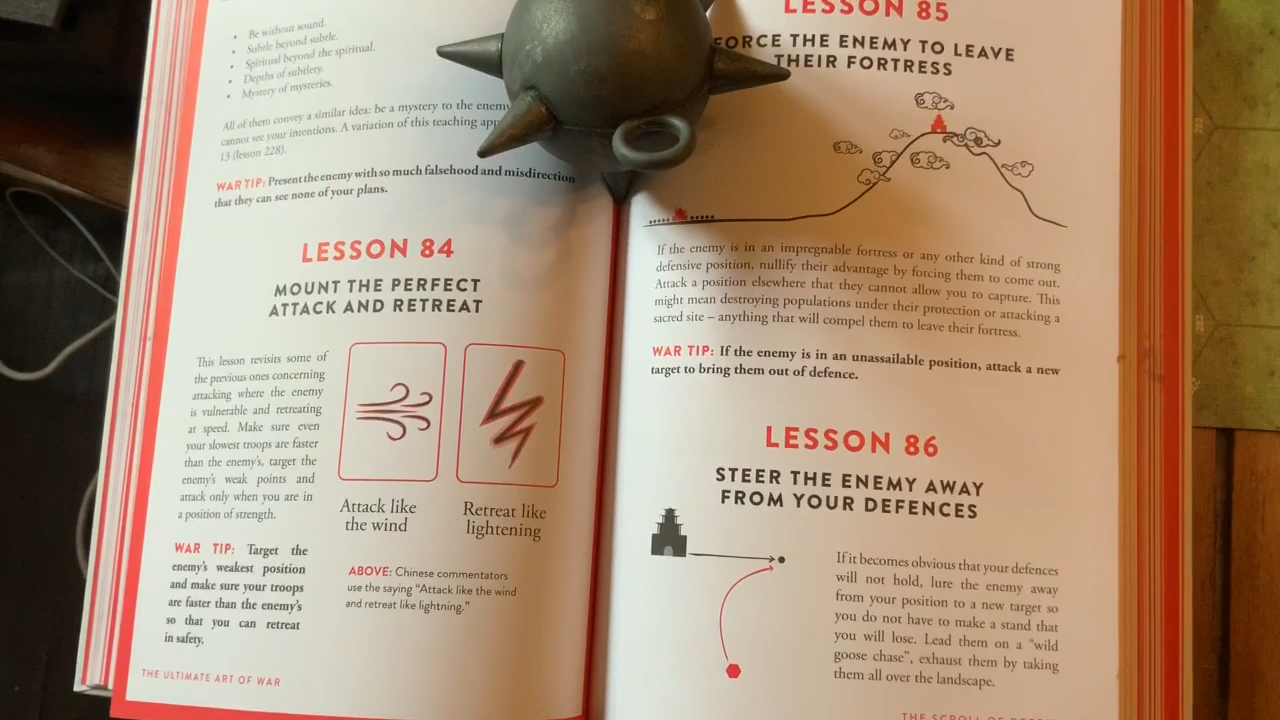 • Be without sound.
• Subtle beyond subtle.
• Spiritual beyond the spiritual.
• Depths of subtlety.
• Mystery of mysteries.
All of them convey a similar idea: be a mystery to the enemy
cannot see your intentions. A variation of this teaching
13 (lesson 228).
WAR TIP: Present the enemy with so much falsehood and misdirection
that they can see none of your plans.
LESSON 84
MOUNT THE PERFECT
ATTACK AND RETREAT
This lesson revisits some of
the previous ones concerning
attacking where the enemy
is vulnerable and retreating
at speed. Make sure even
your slowest troops are faster
than the enemy's, target the
enemy's weak points and
attack only when you are in
a position of strength.
WAR TIP: Target the
enemy's weakest position
and make sure your troops
are faster than the enemy's
so that you can retreat
in safety.
Attack like
the wind
Retreat like
lightening
ABOVE: Chinese commentators
use the saying "Attack like the wind
and retreat like lightning."
THE ULTIMATE ART OF WAR
LESSON 85
FORCE THE ENEMY TO LEAVE
THEIR FORTRESS
If the enemy is in an impregnable fortress or any other kind of strong
defensive position, nullify their advantage by forcing them to come out.
Attack a position elsewhere that they cannot allow you to capture. This
might mean destroying populations under their protection or attacking a
sacred site – anything that will compel them to leave their fortress.
WAR TIP: If the enemy is in an unassailable position, attack a new
target to bring them out of defence.
LESSON 86
STEER THE ENEMY AWAY
FROM YOUR DEFENCES
If it becomes obvious that your defences
will not hold, lure the enemy away
from your position to a new target so
you do not have to make a stand that
you will lose. Lead them on a "wild
goose chase", exhaust them by taking
them all over the landscape.
THE SCROLL OF